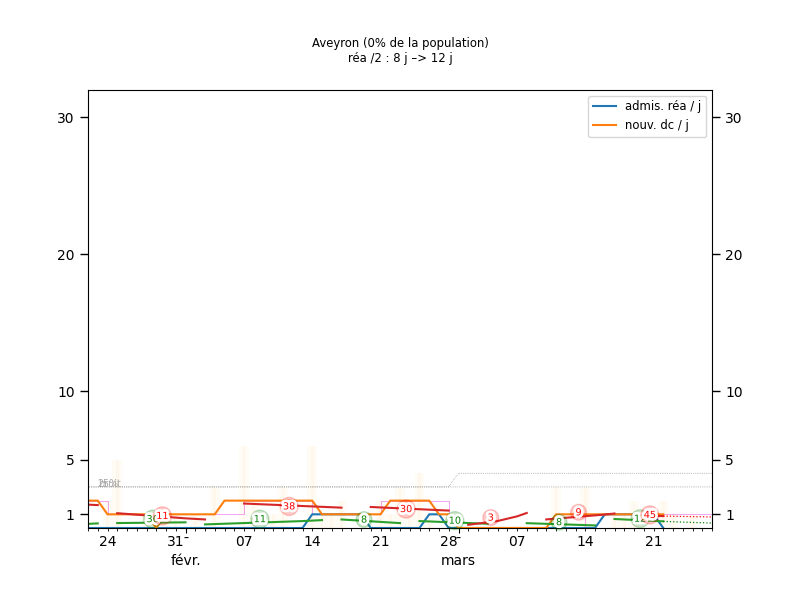 Aveyron (0% de la population)
réa /2 : 8 j –> 12 j
admis. réa / j
nouv. dc / j
30 30
20 20
10 10
5 5
1 1
11 38 11 8 30 10 3 9 8 45
24 31 07 14 21 28 07 14 21
févr. mars